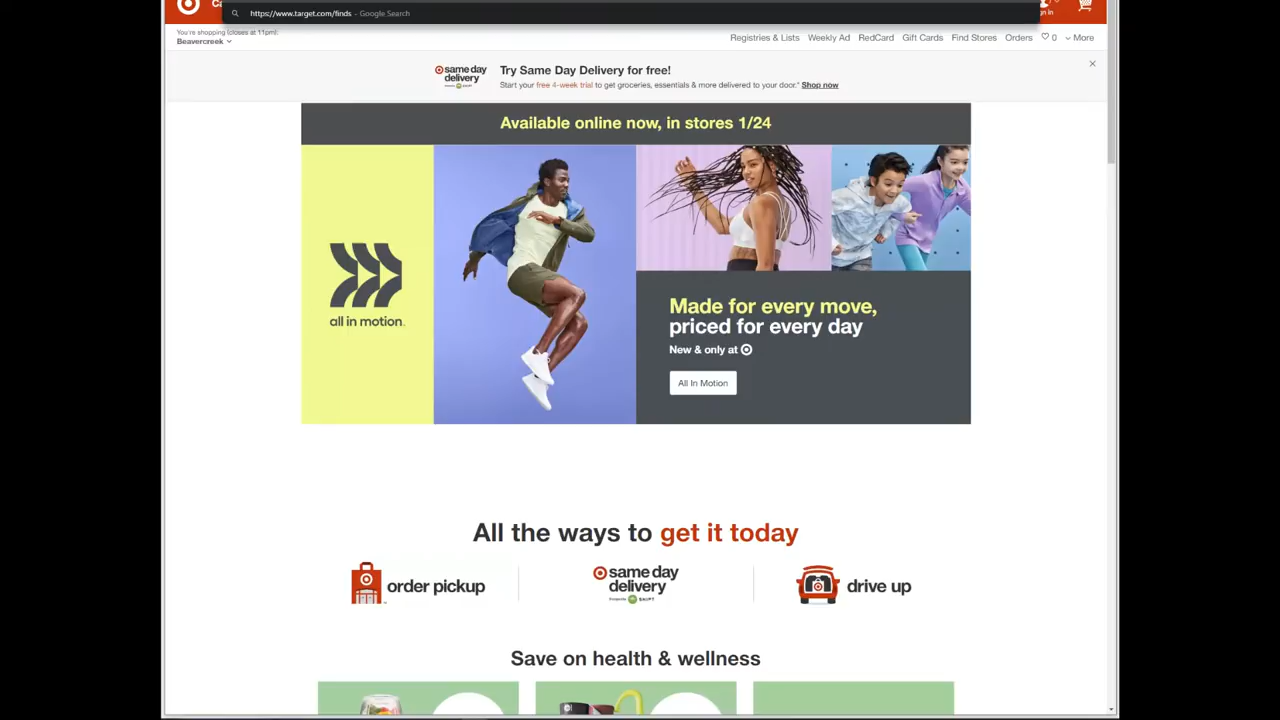 https://www.target.com/finds – Google Search
You're shopping (closes at 11pm):
Beavercreek
Registries & Lists
Weekly Ad
RedCard
Gift Cards
Find Stores
Orders
0
More
same day
delivery
Try Same Day Delivery for free!
Start your free 4-week trial to get groceries, essentials & more delivered to your door.* Shop now
Available online now, in stores 1/24
all in motion.
Made for every move,
priced for every day
New & only at
All In Motion
All the ways to get it today
order pickup
same day
delivery
SHIPT
drive up
Save on health & wellness